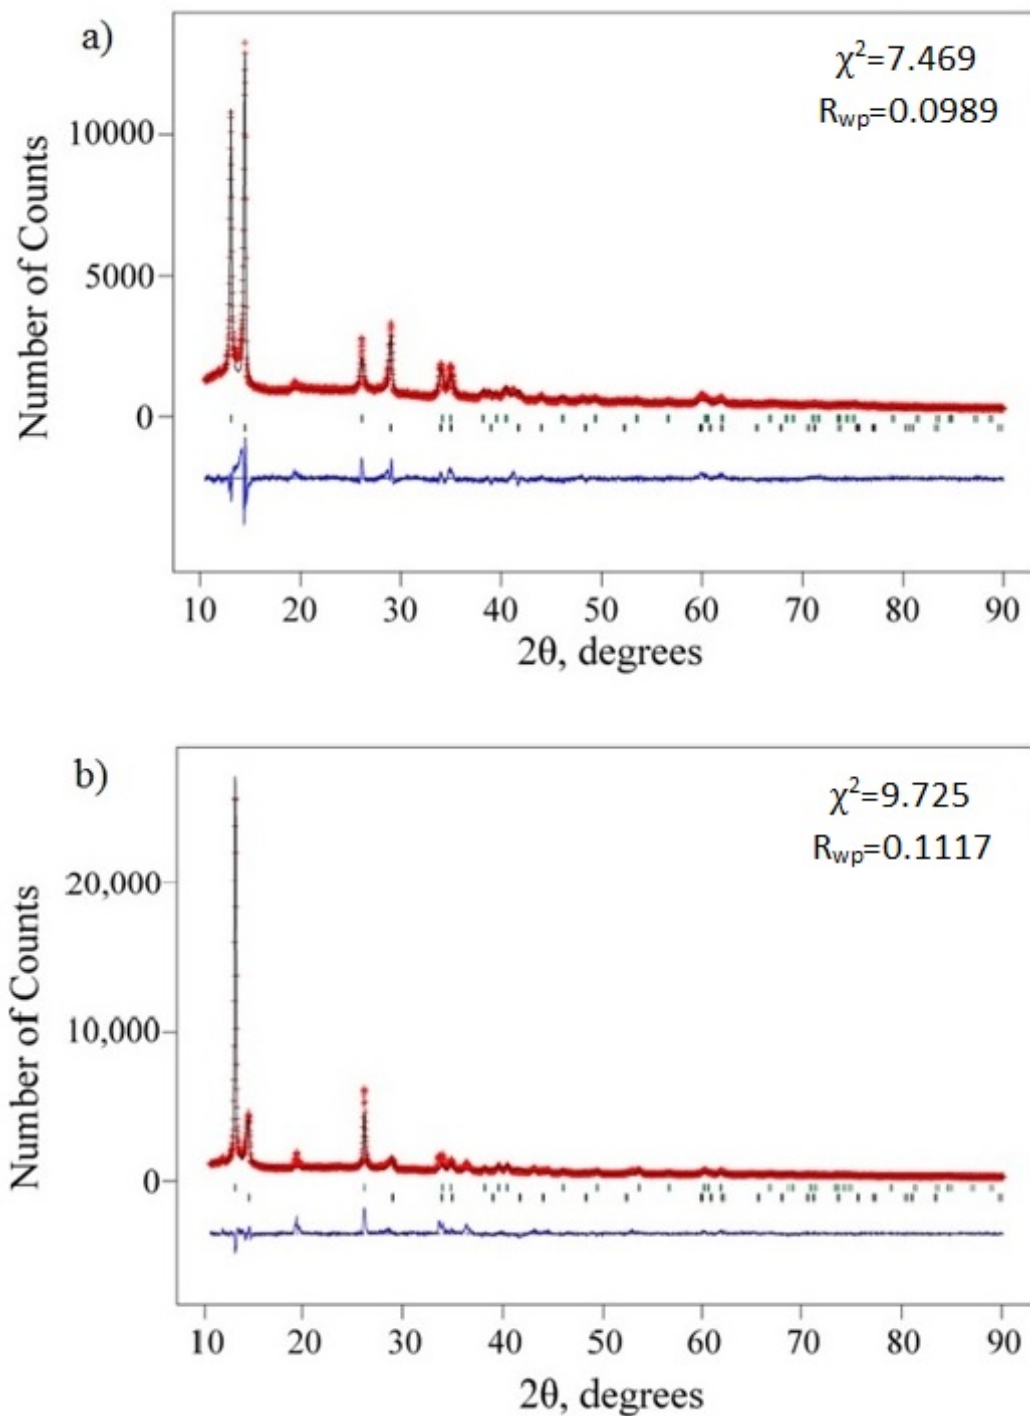 a)
χ²=7.469
Rwp=0.0989
10000
5000
0
Number of Counts
10 20 30 40 50 60 70 80 90
2θ, degrees
b)
χ²=9.725
Rwp=0.1117
20,000
10,000
0
Number of Counts
10 20 30 40 50 60 70 80 90
2θ, degrees